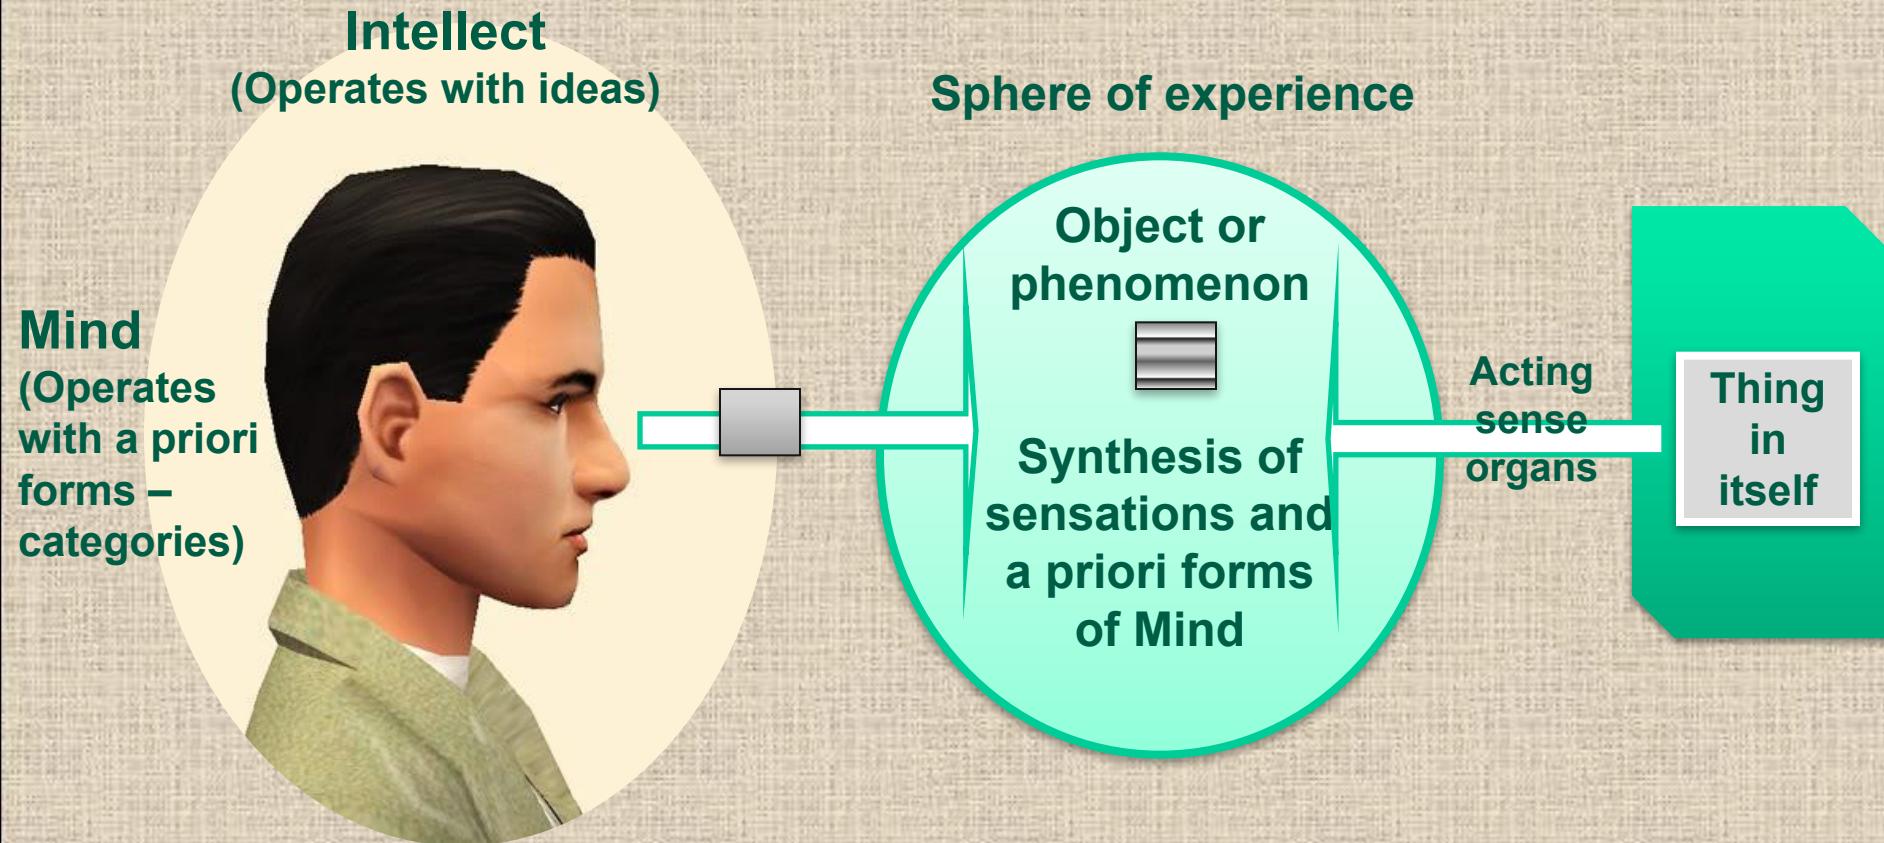 Intellect
(Operates with ideas)
Mind
(Operates
with a priori
forms –
categories)
Sphere of experience
Object or
phenomenon
Synthesis of
sensations and
a priori forms
of Mind
Acting
sense
organs
Thing
in
itself